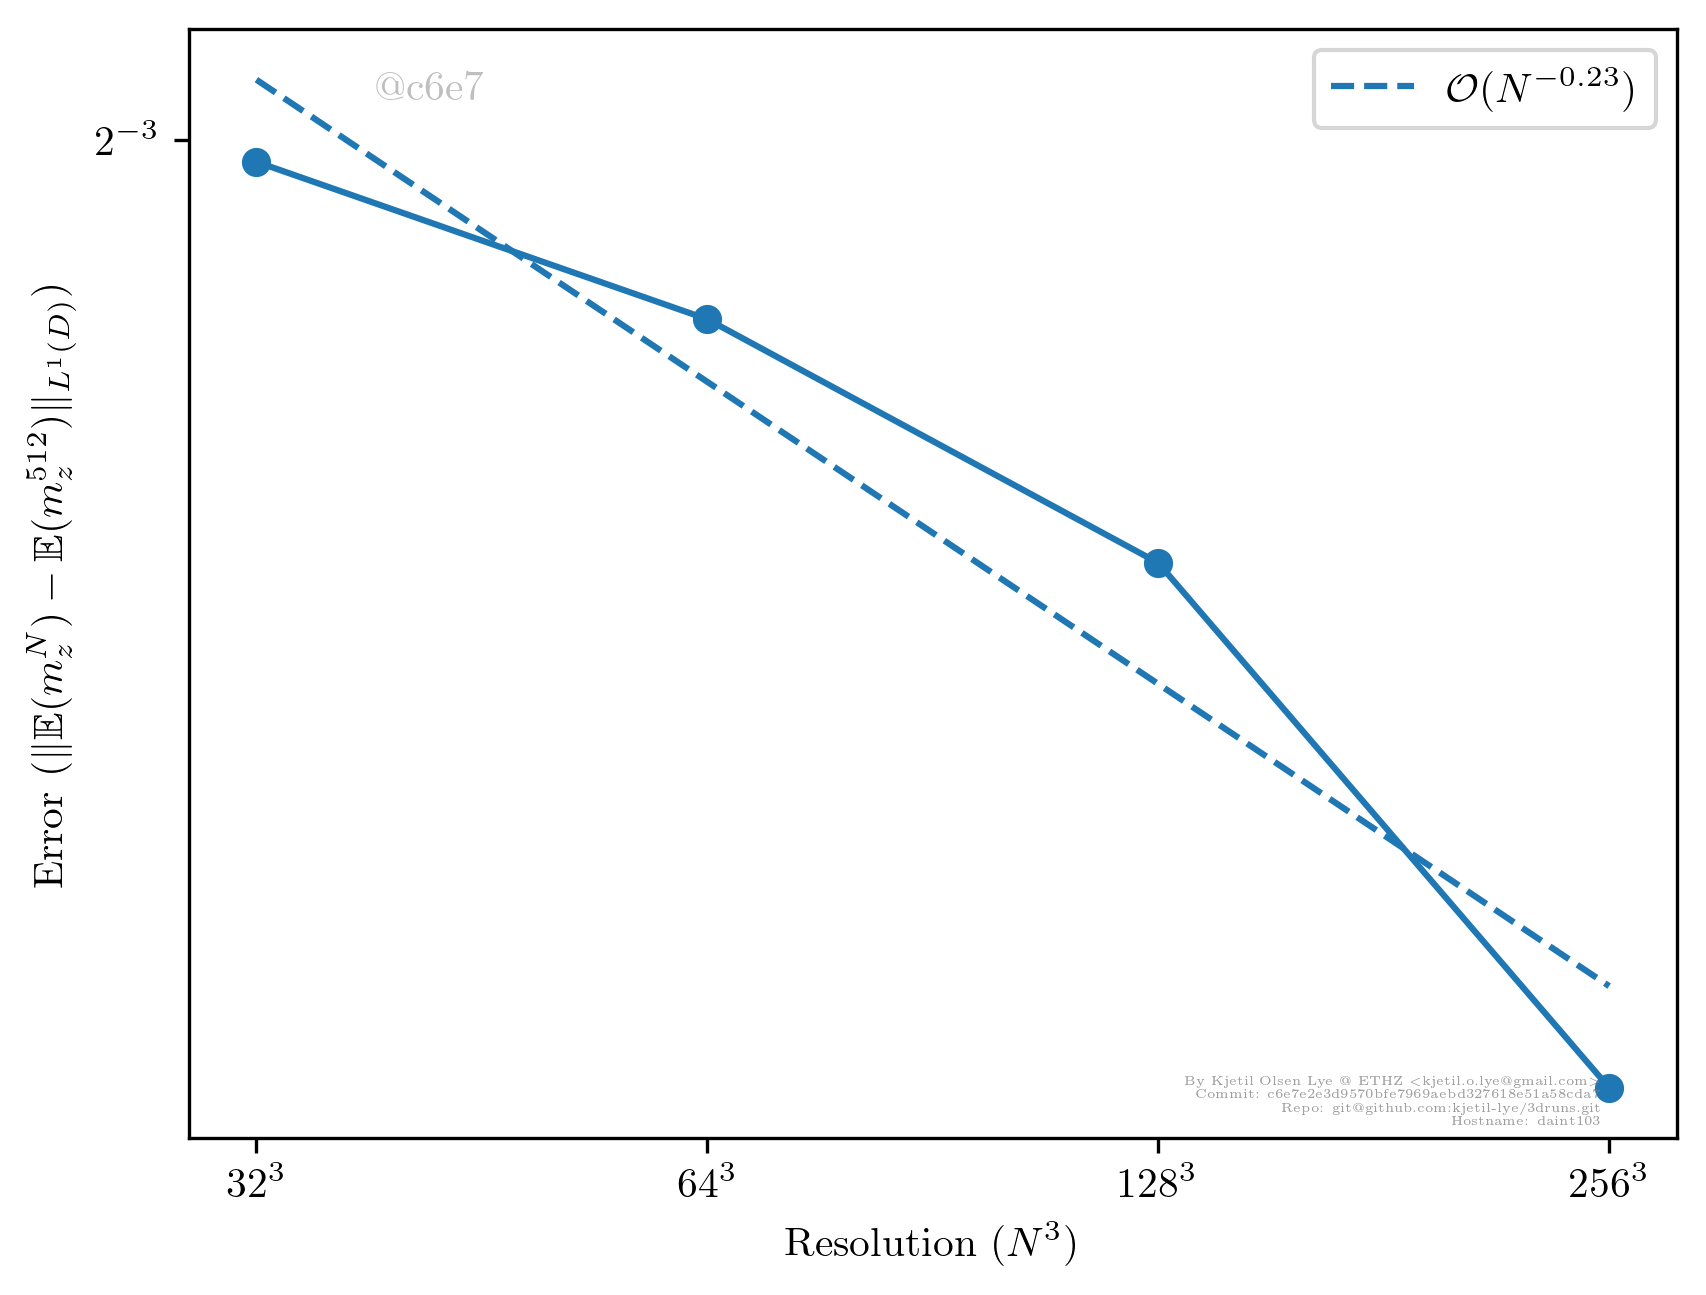 @c6e7
𝒪(N^{-0.23})
2^{-3}
Error (||𝔼(m_z^N) − 𝔼(m_z^{512})||_{L^1(D)})
32^3 64^3 128^3 256^3
Resolution (N^3)
By Kjetil Olsen Lye @ ETHZ <kjetil.o.lye@gmail.com>
Commit: c6e7e2e3d9570bfe7969aebd327618e51a58cda7
Repo: git@github.com:kjetil-lye/3druns.git
Hostname: daint103